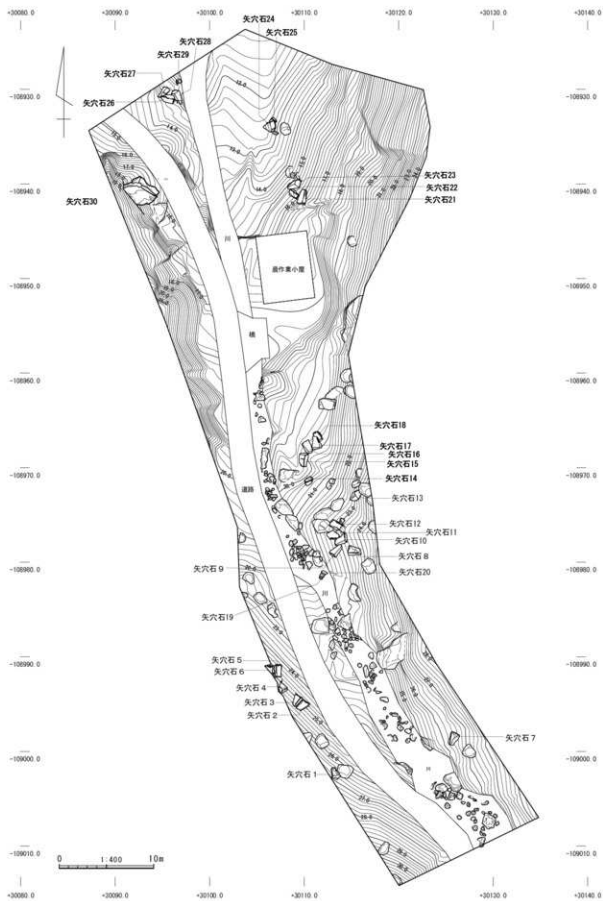 +30080.0
+30090.0
+30100.0
+30110.0
+30120.0
+30130.0
+30140.0
矢穴石24
矢穴石25
矢穴石28
矢穴石29
矢穴石27
矢穴石26
-108930.0
-108930.0
矢穴石23
矢穴石22
矢穴石21
-108940.0
-108940.0
矢穴石30
川
農作業小屋
-108950.0
-108950.0
橋
-108960.0
-108960.0
矢穴石18
矢穴石17
矢穴石16
矢穴石15
矢穴石14
矢穴石13
-108970.0
-108970.0
道路
矢穴石12
矢穴石11
矢穴石10
矢穴石8
矢穴石9
矢穴石20
-108980.0
-108980.0
矢穴石19
川
-108990.0
-108990.0
矢穴石5
矢穴石6
矢穴石4
矢穴石3
矢穴石2
矢穴石7
-109000.0
-109000.0
矢穴石1
川
-109010.0
-109010.0
0 1:400 10m
+30080.0
+30090.0
+30100.0
+30110.0
+30120.0
+30130.0
+30140.0